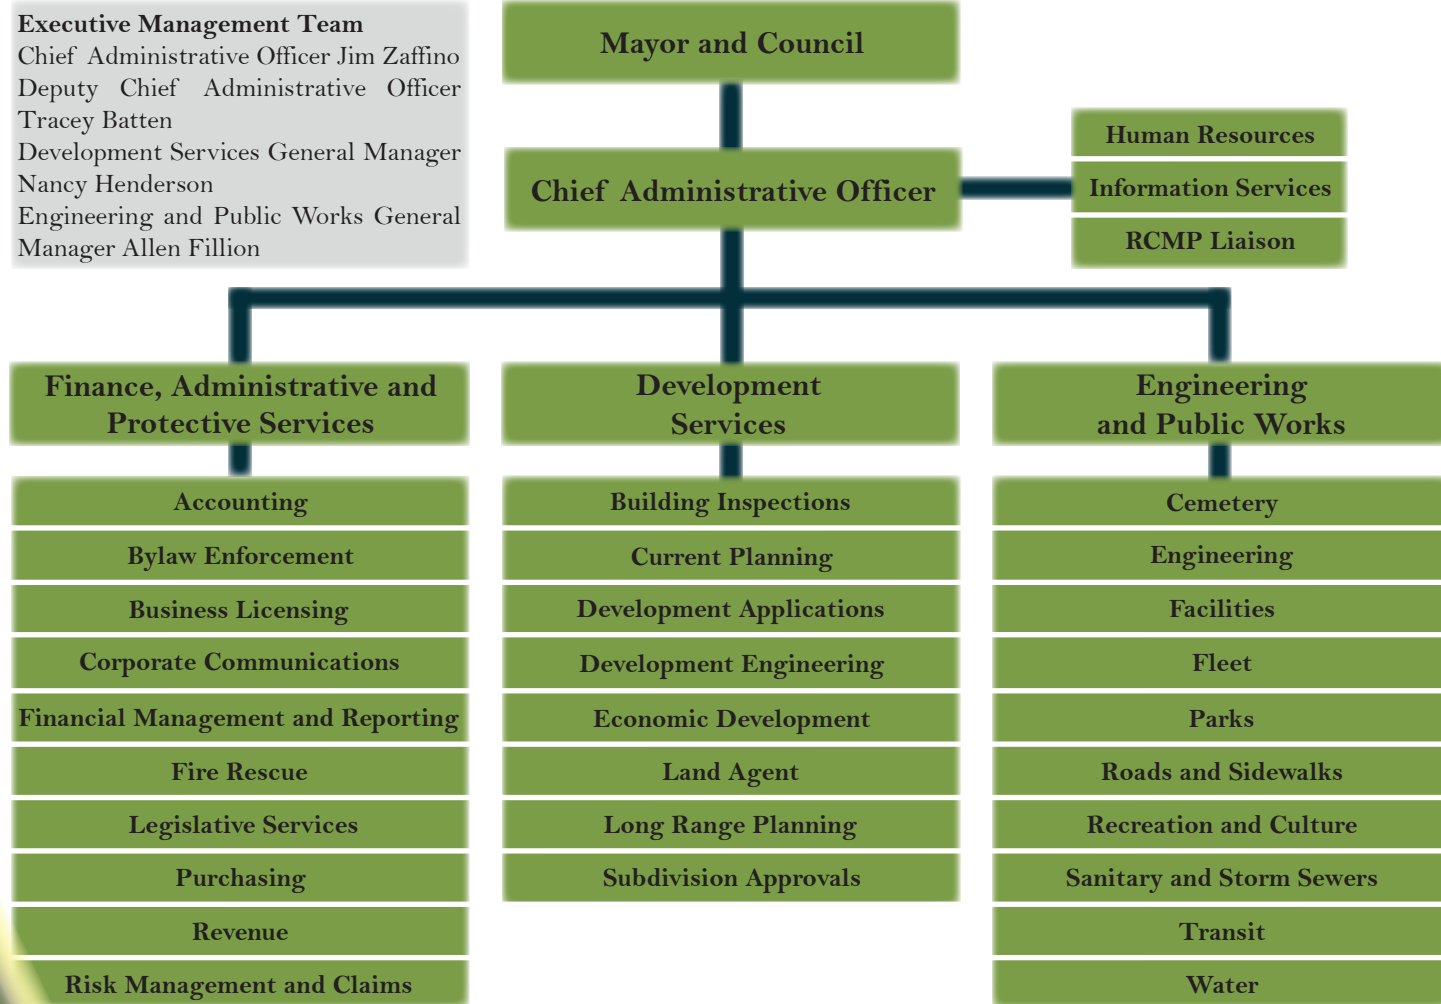 Executive Management Team
Chief Administrative Officer Jim Zaffino
Deputy Chief Administrative Officer
Tracey Batten
Development Services General Manager
Nancy Henderson
Engineering and Public Works General
Manager Allen Fillion
Mayor and Council
Chief Administrative Officer
Human Resources
Information Services
RCMP Liaison
Finance, Administrative and
Protective Services
Accounting
Bylaw Enforcement
Business Licensing
Corporate Communications
Financial Management and Reporting
Fire Rescue
Legislative Services
Purchasing
Revenue
Risk Management and Claims
Development
Services
Building Inspections
Current Planning
Development Applications
Development Engineering
Economic Development
Land Agent
Long Range Planning
Subdivision Approvals
Engineering
and Public Works
Cemetery
Engineering
Facilities
Fleet
Parks
Roads and Sidewalks
Recreation and Culture
Sanitary and Storm Sewers
Transit
Water